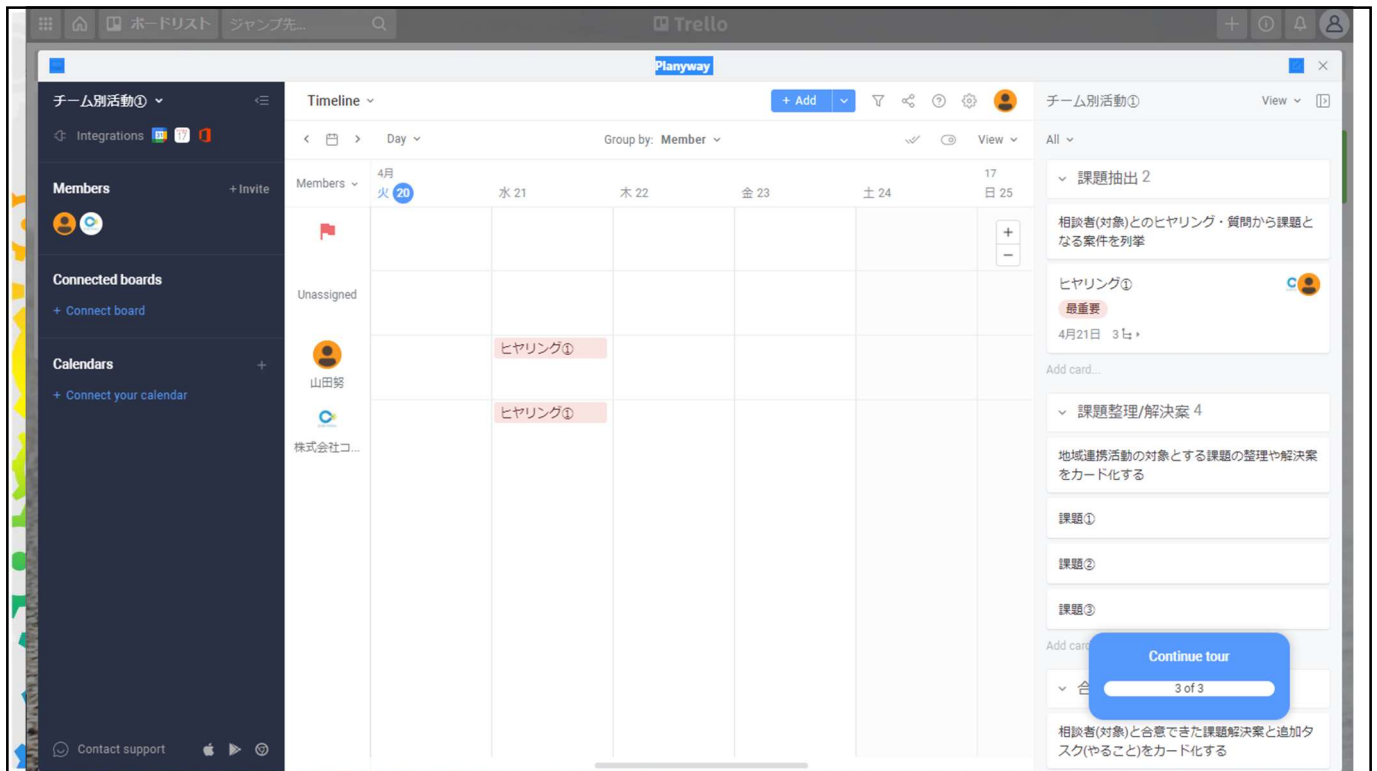 ボードリスト
ジャンプ先...
Trello
Planyway
チーム別活動①
Integrations
Members
+ Invite
Connected boards
+ Connect board
Calendars
+
+ Connect your calendar
Contact support
Timeline
+ Add
Day
Group by: Member
View
Members
4月
火 20
水 21
木 22
金 23
土 24
17
日 25
+
−
Unassigned
山田努
ヒヤリング①
株式会社コ...
ヒヤリング①
チーム別活動①
View
All
課題抽出 2
相談者(対象)とのヒヤリング・質問から課題と
なる案件を列挙
ヒヤリング①
最重要
4月21日 3
Add card...
課題整理/解決案 4
地域連携活動の対象とする課題の整理や解決案
をカード化する
課題①
課題②
課題③
Add card
Continue tour
3 of 3
合
相談者(対象)と合意できた課題解決案と追加タ
スク(やること)をカード化する